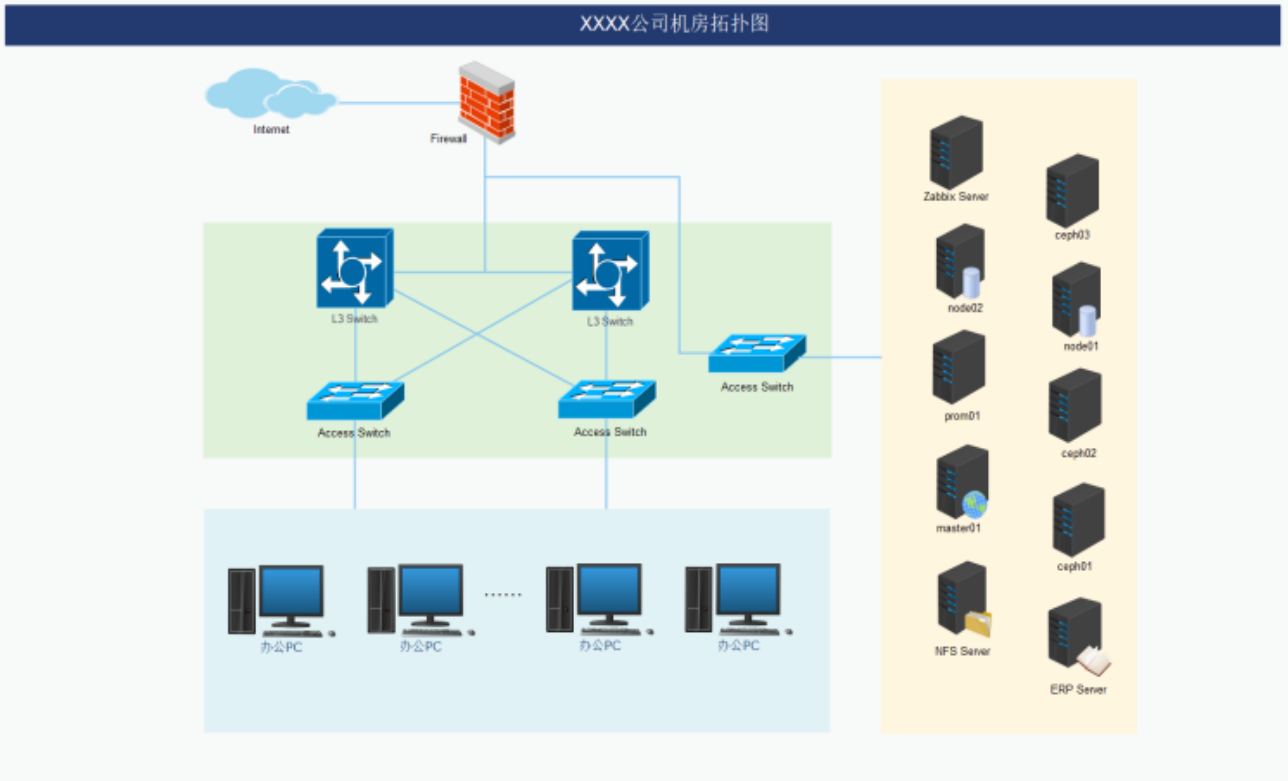 XXXX公司机房拓扑图
Internet
Firewall
L3 Switch
L3 Switch
Access Switch
Access Switch
Access Switch
办公PC
办公PC
......
办公PC
办公PC
Zabbix Server
ceph03
node02
node01
prom01
ceph02
master01
ceph01
NFS Server
ERP Server